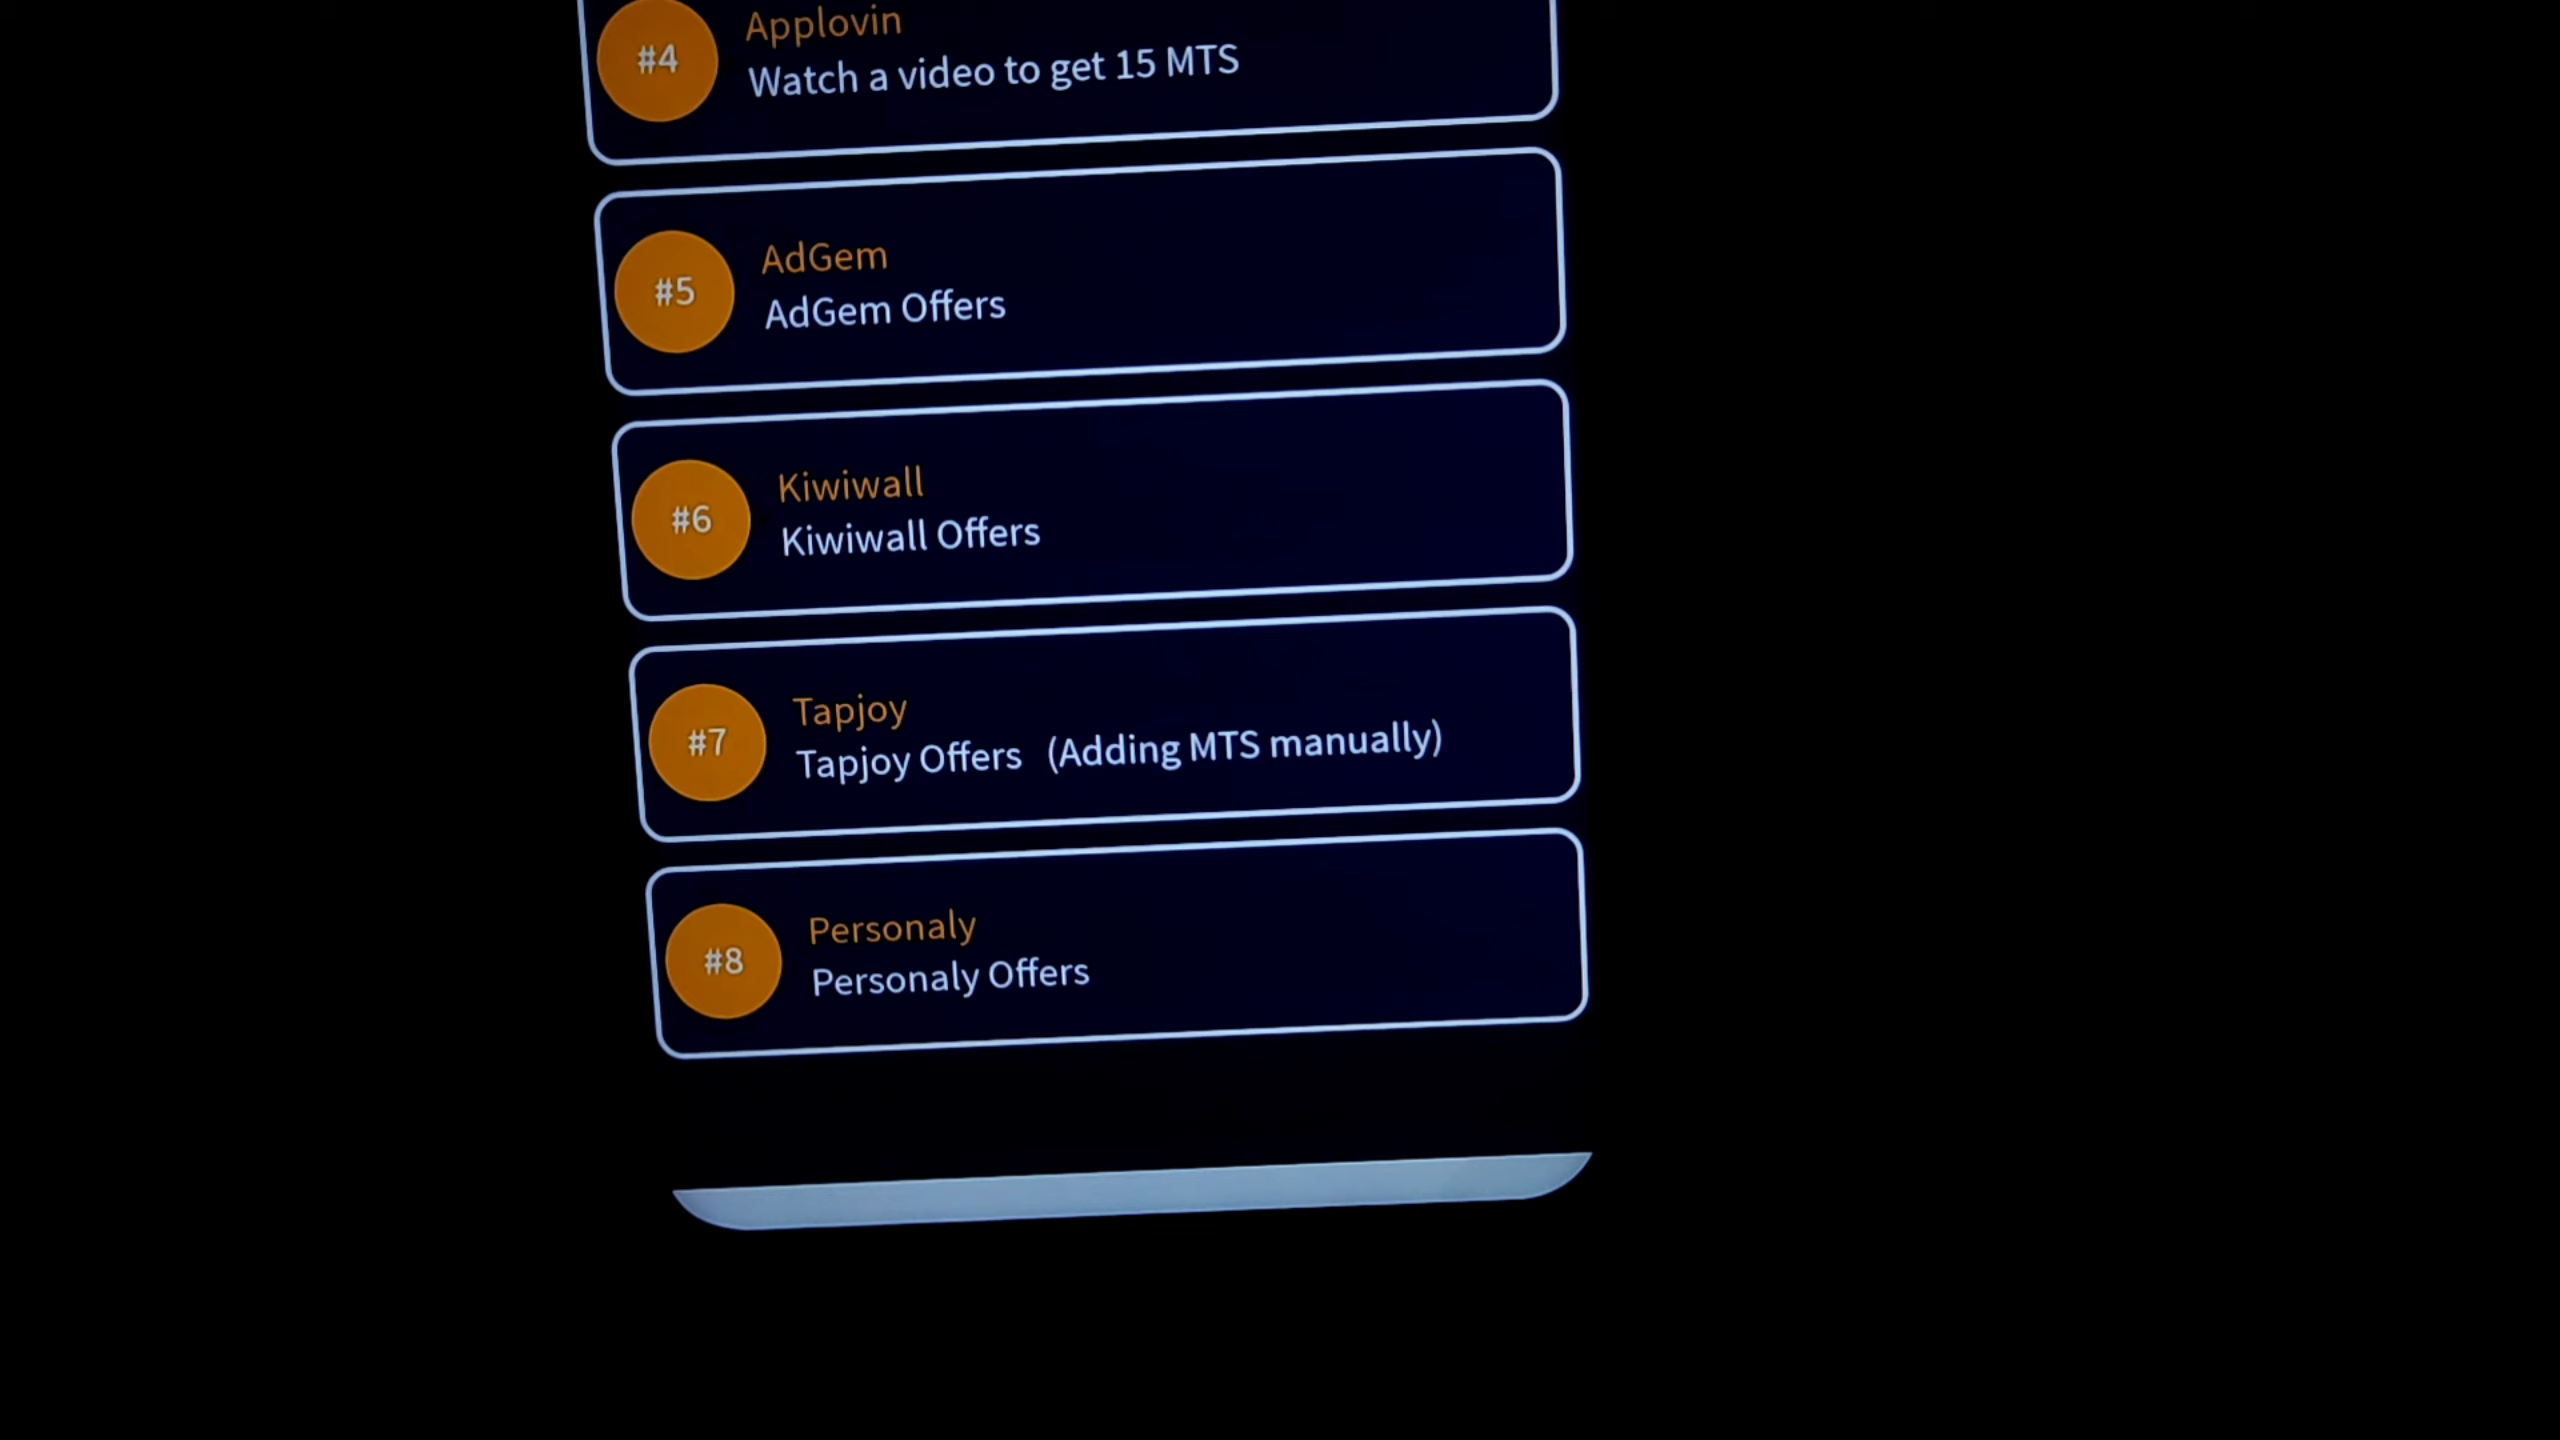 #4
Applovin
Watch a video to get 15 MTS
#5
AdGem
AdGem Offers
#6
Kiwiwall
Kiwiwall Offers
#7
Tapjoy
Tapjoy Offers (Adding MTS manually)
#8
Personaly
Personaly Offers